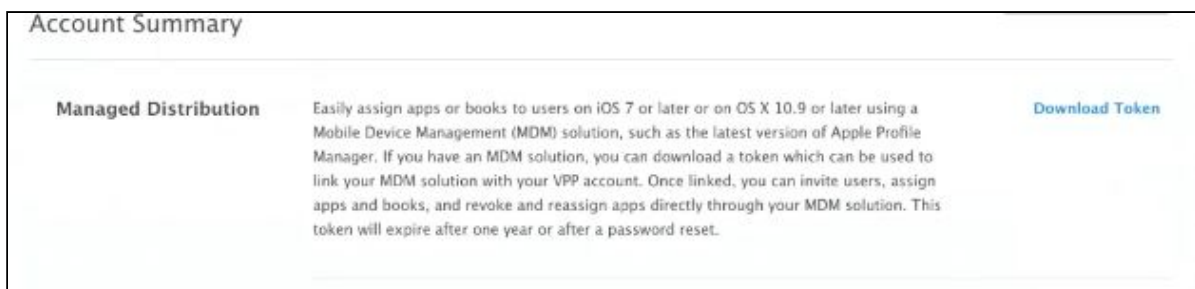 Account Summary
Managed Distribution
Easily assign apps or books to users on iOS 7 or later or on OS X 10.9 or later using a
Mobile Device Management (MDM) solution, such as the latest version of Apple Profile
Manager. If you have an MDM solution, you can download a token which can be used to
link your MDM solution with your VPP account. Once linked, you can invite users, assign
apps and books, and revoke and reassign apps directly through your MDM solution. This
token will expire after one year or after a password reset.
Download Token